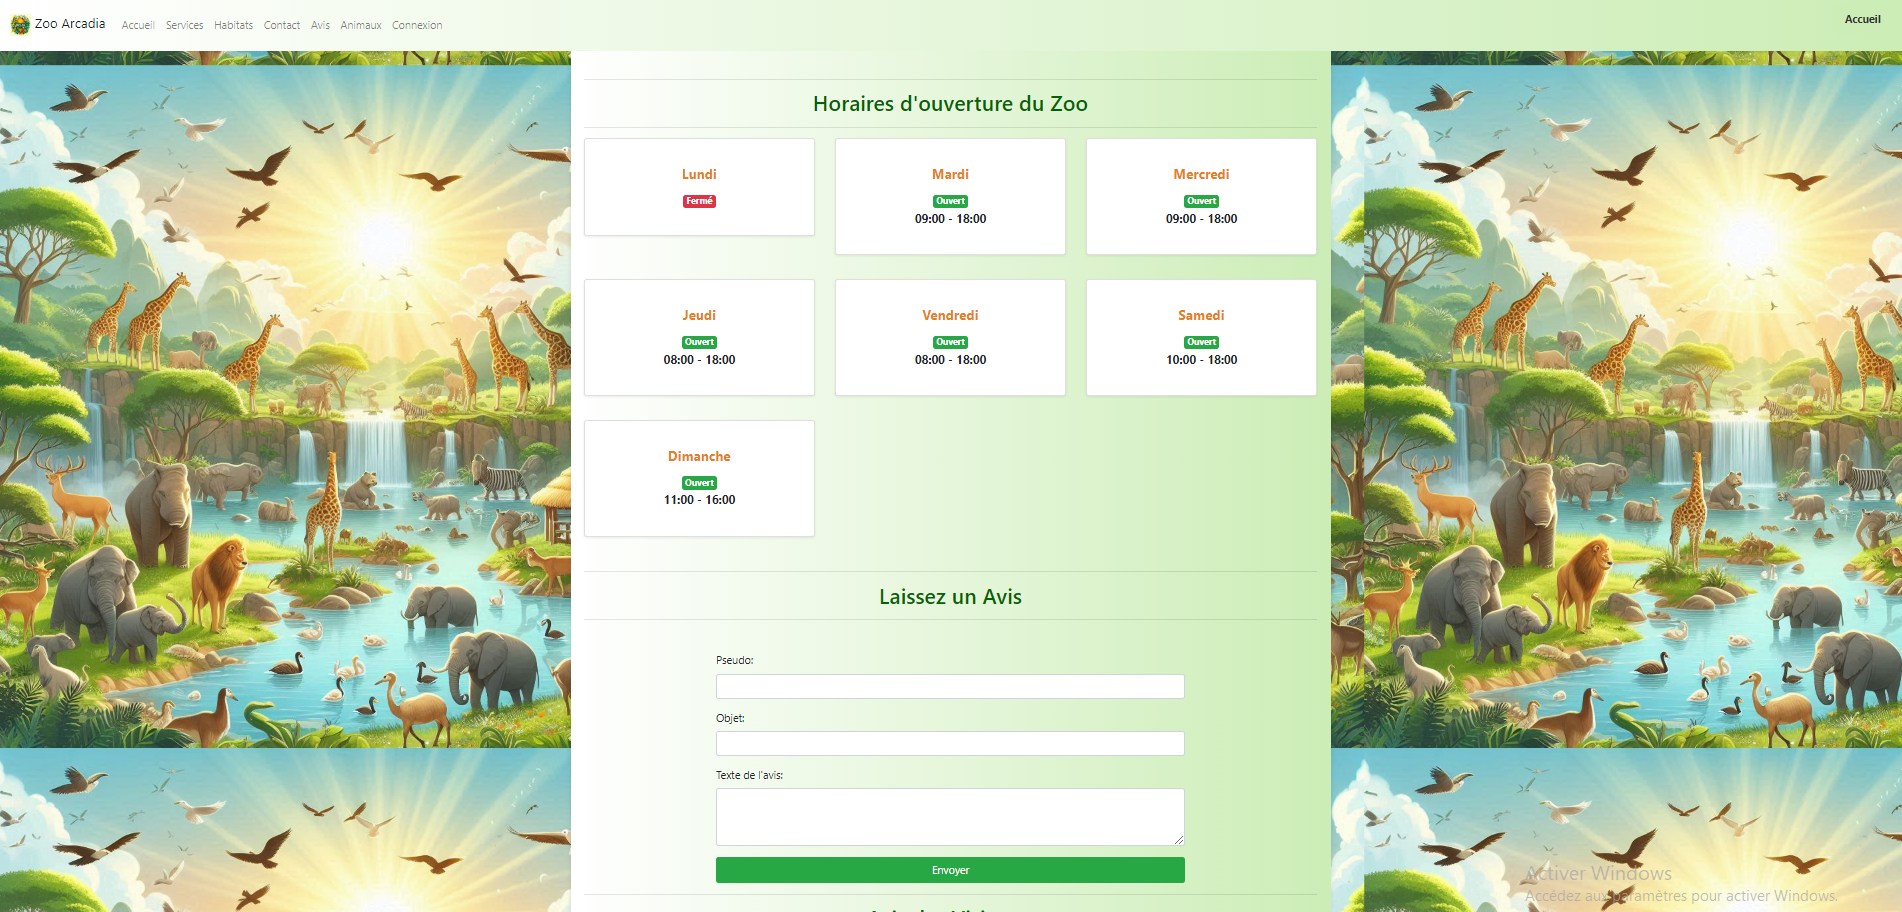 Zoo Arcadia Accueil Services Habitats Contact Avis Animaux Connexion Accueil
Horaires d'ouverture du Zoo
Lundi
Fermé
Mardi
Ouvert
09:00 - 18:00
Mercredi
Ouvert
09:00 - 18:00
Jeudi
Ouvert
08:00 - 18:00
Vendredi
Ouvert
08:00 - 18:00
Samedi
Ouvert
10:00 - 18:00
Dimanche
Ouvert
11:00 - 16:00
Laissez un Avis
Pseudo:
Objet:
Texte de l'avis:
Envoyer
Activer Windows
Accédez aux paramètres pour activer Windows.